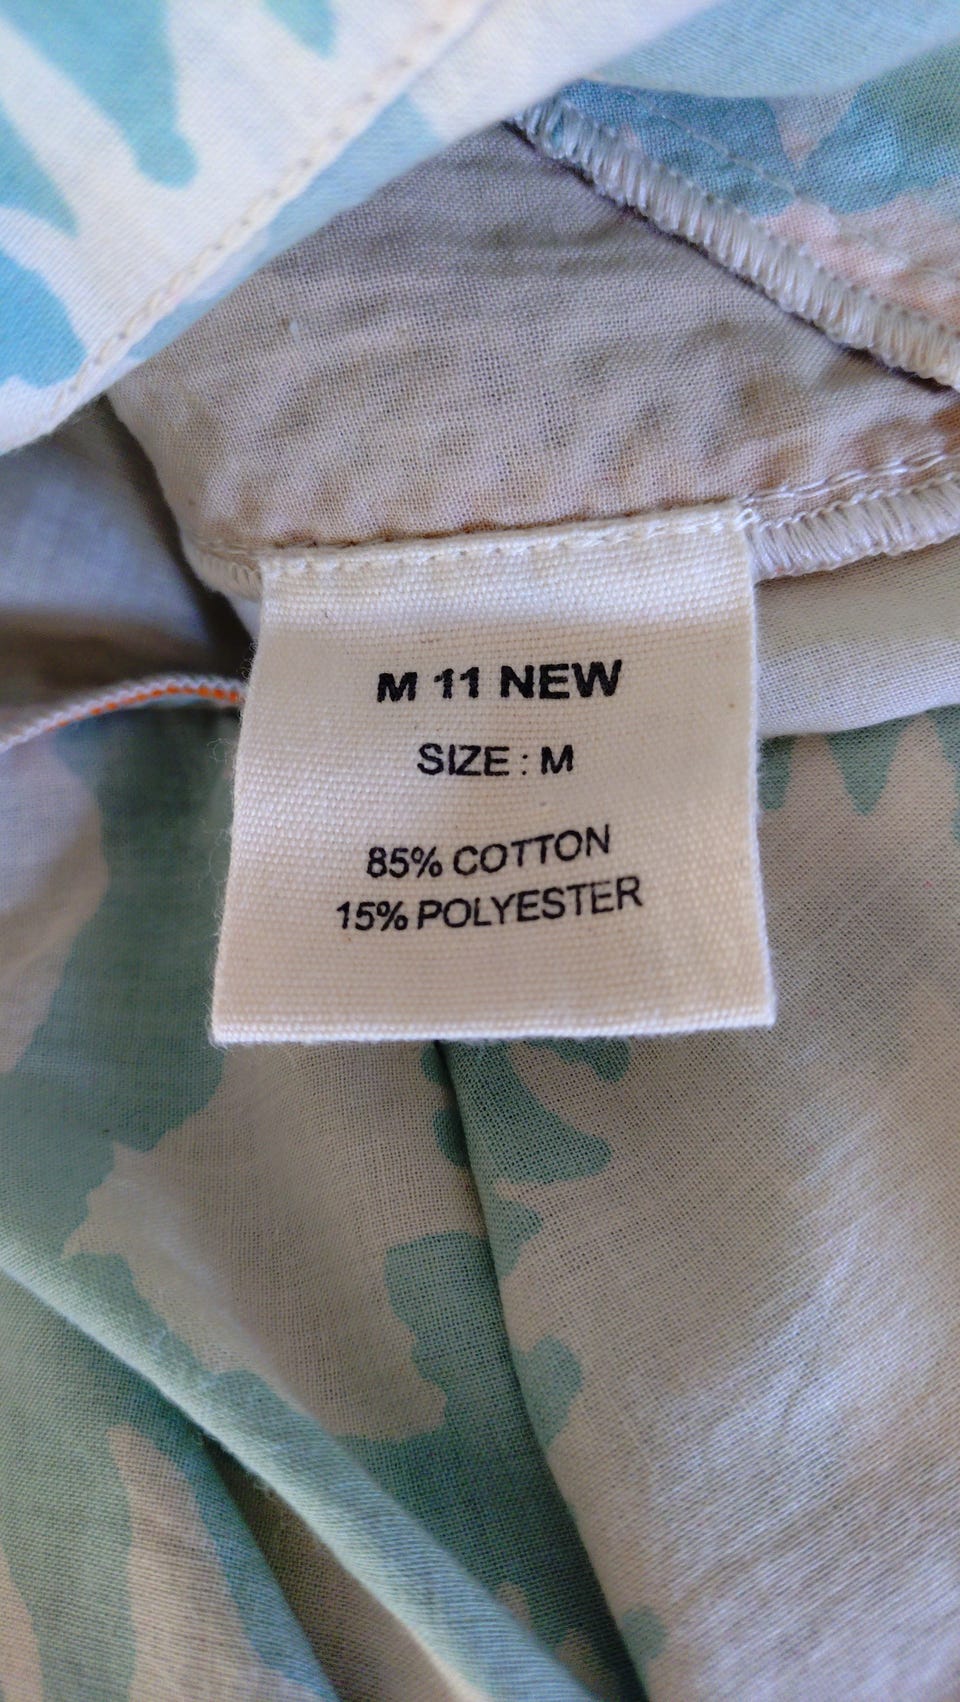 M 11 NEW
SIZE : M
85% COTTON
15% POLYESTER